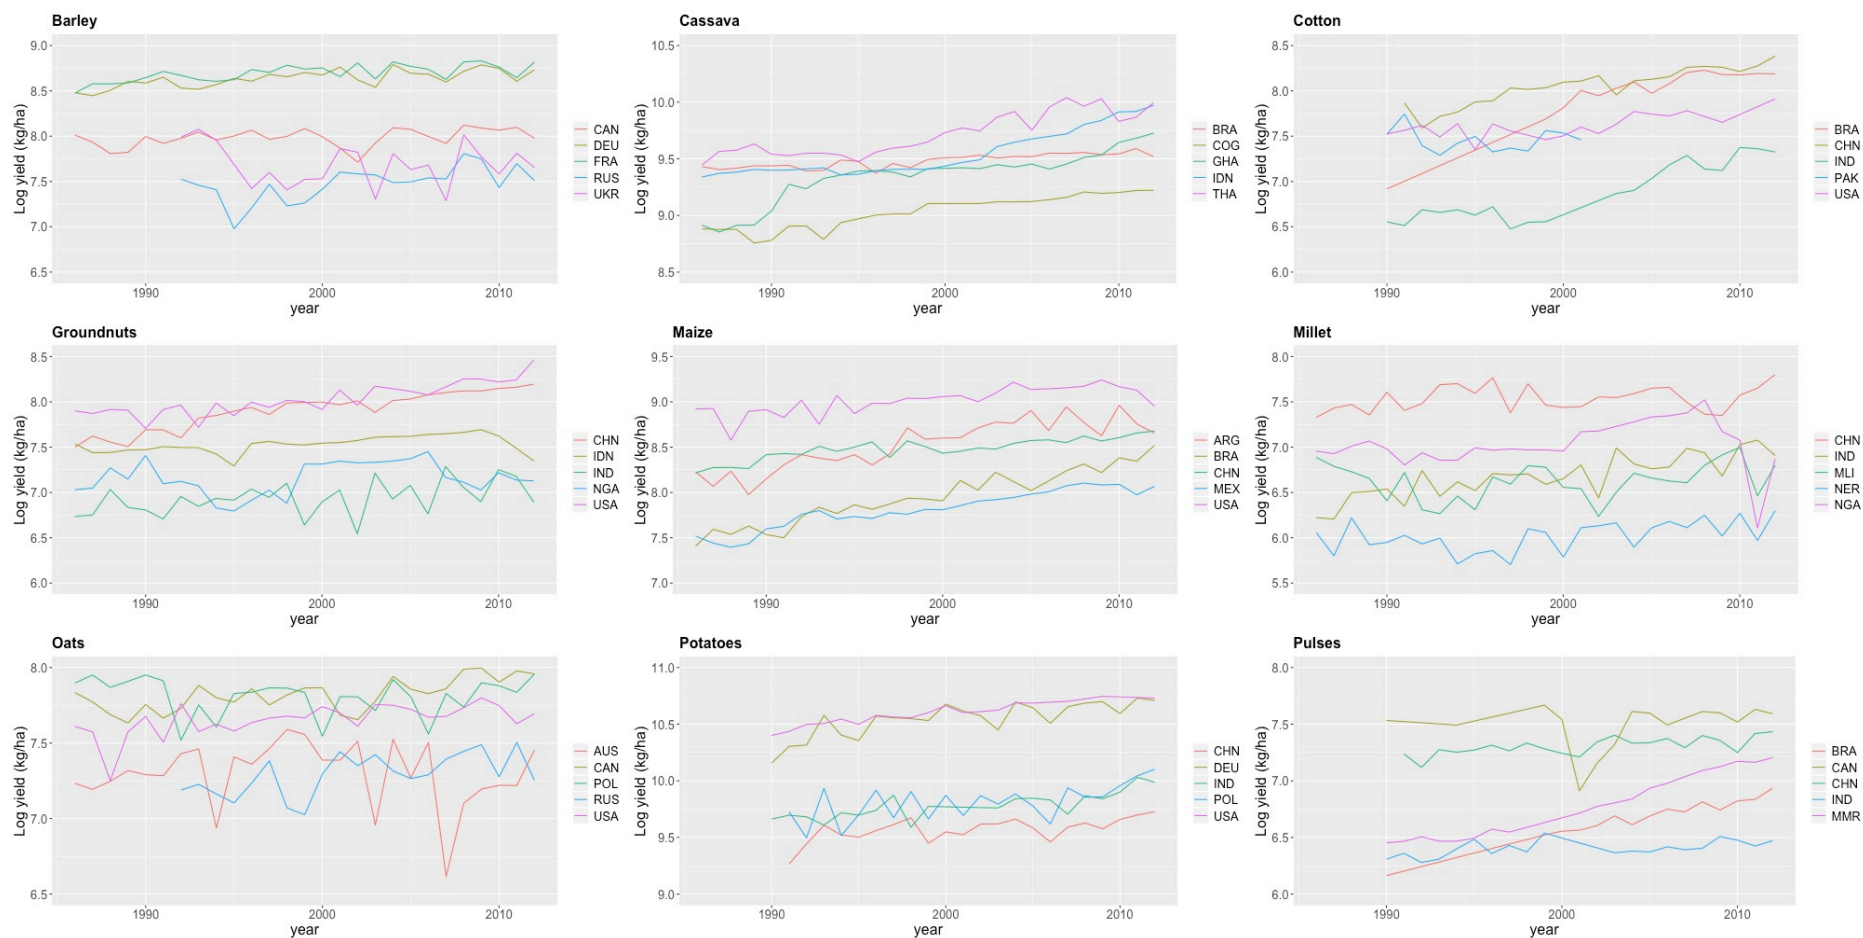 Barley
Log yield (kg/ha)
9.0
8.5
8.0
7.5
7.0
6.5
1990 2000 2010
year
CAN
DEU
FRA
RUS
UKR
Cassava
Log yield (kg/ha)
10.5
10.0
9.5
9.0
8.5
1990 2000 2010
year
BRA
COG
GHA
IDN
THA
Cotton
Log yield (kg/ha)
8.5
8.0
7.5
7.0
6.5
6.0
1990 2000 2010
year
BRA
CHN
IND
PAK
USA
Groundnuts
Log yield (kg/ha)
8.5
8.0
7.5
7.0
6.5
6.0
1990 2000 2010
year
CHN
IDN
IND
NGA
USA
Maize
Log yield (kg/ha)
9.5
9.0
8.5
8.0
7.5
7.0
1990 2000 2010
year
ARG
BRA
CHN
MEX
USA
Millet
Log yield (kg/ha)
8.0
7.5
7.0
6.5
6.0
5.5
1990 2000 2010
year
CHN
IND
MLI
NER
NGA
Oats
Log yield (kg/ha)
8.0
7.5
7.0
6.5
1990 2000 2010
year
AUS
CAN
POL
RUS
USA
Potatoes
Log yield (kg/ha)
11.0
10.5
10.0
9.5
9.0
1990 2000 2010
year
CHN
DEU
IND
POL
USA
Pulses
Log yield (kg/ha)
8.0
7.5
7.0
6.5
6.0
1990 2000 2010
year
BRA
CAN
CHN
IND
MMR